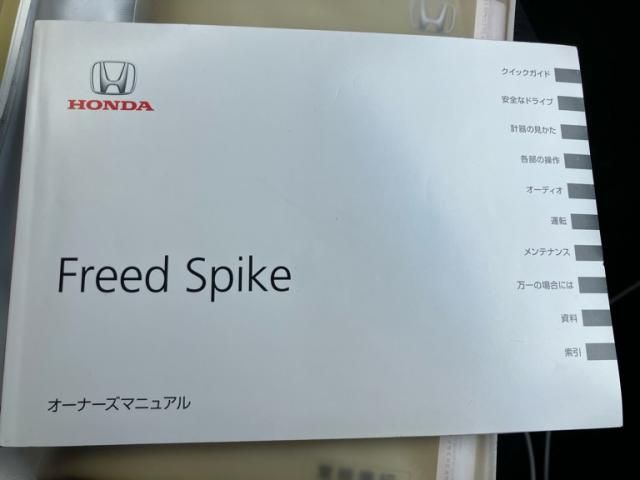 HONDA
クイックガイド
安全なドライブ
計器の見かた
各部の操作
オーディオ
運転
メンテナンス
万一の場合には
資料
索引
Freed Spike
オーナーズマニュアル